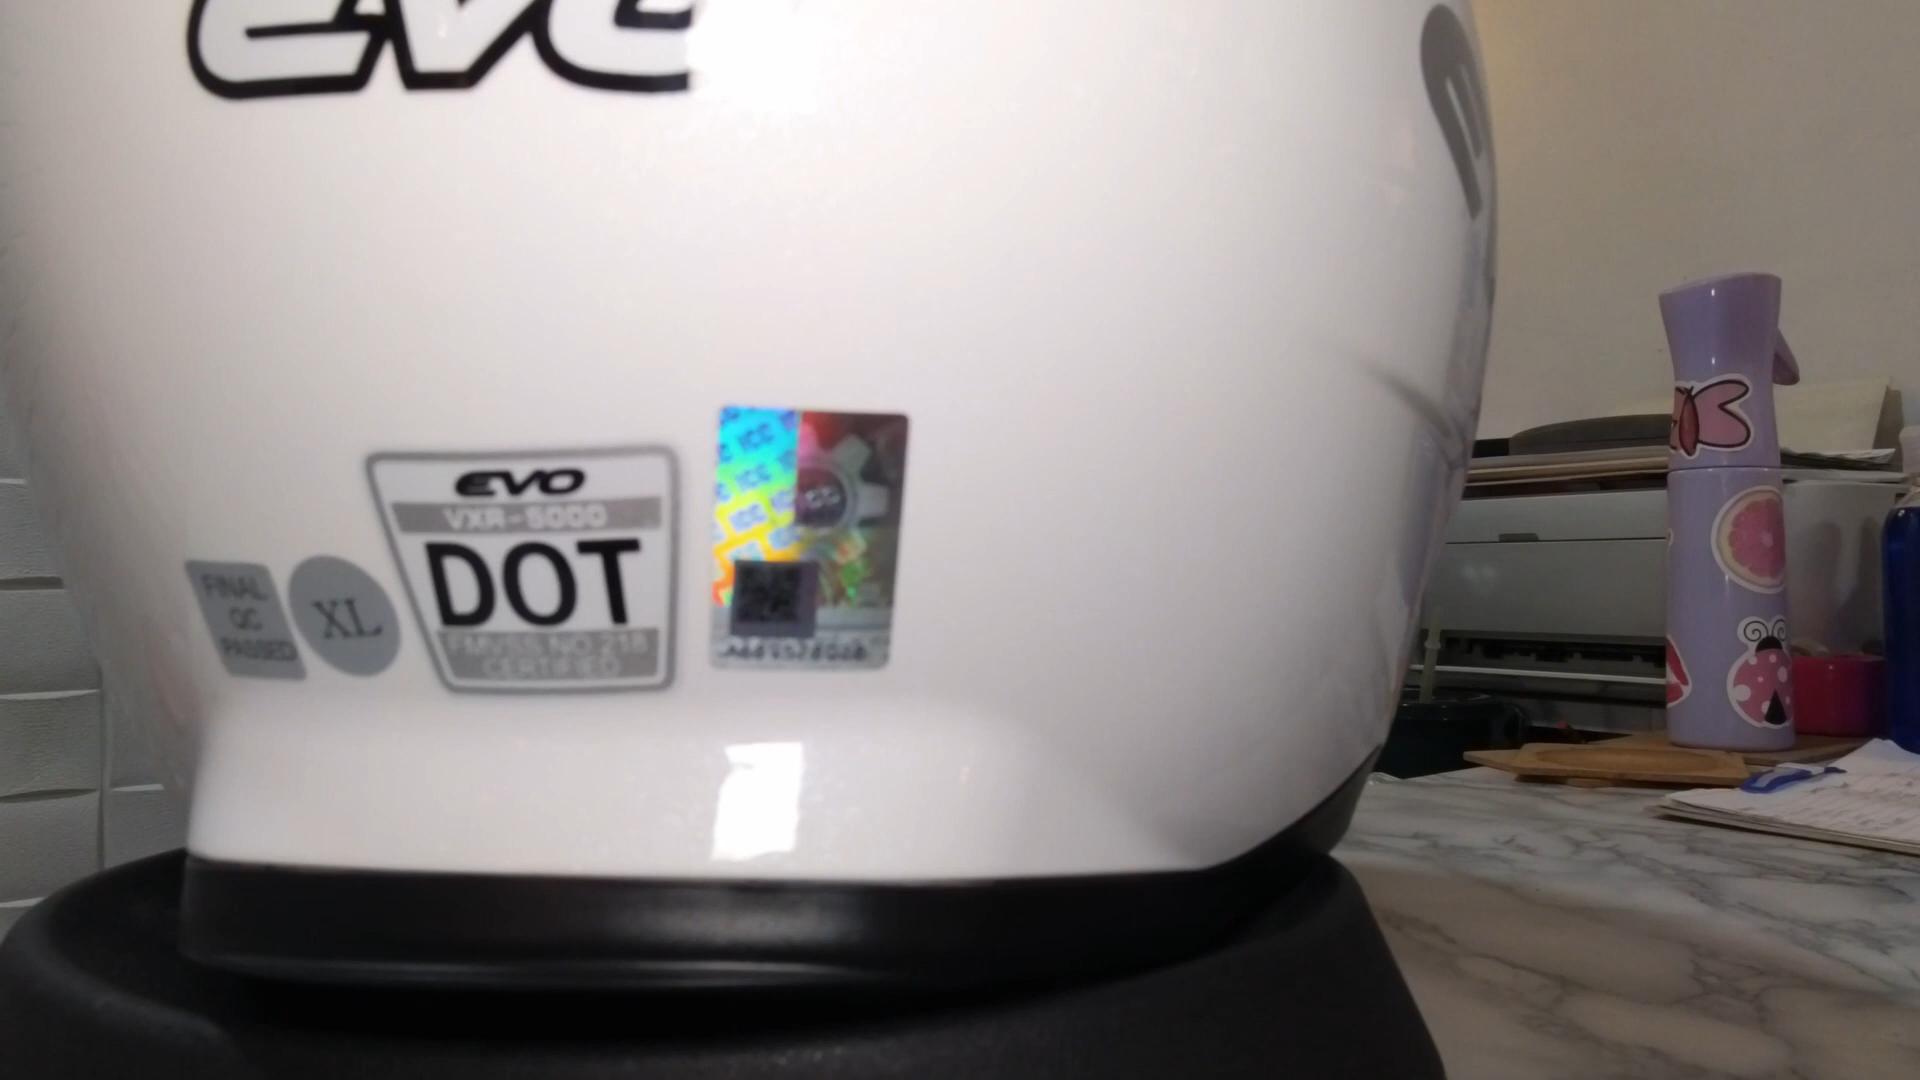 evo
EVO
VXR-5000
DOT
FMVSS NO.218
CERTIFIED
FINAL
QC
PASSED
XL
ICC